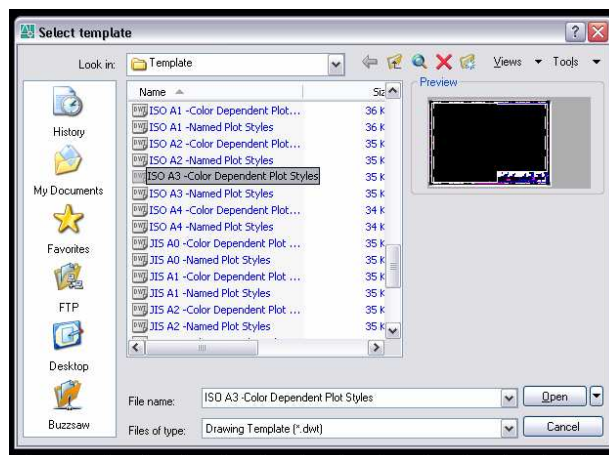 Select template
Look in: Template Views Tools
Name Siz Preview
ISO A1 -Color Dependent Plot... 36 K
ISO A1 -Named Plot Styles 36 K
ISO A2 -Color Dependent Plot... 35 K
ISO A2 -Named Plot Styles 35 K
ISO A3 -Color Dependent Plot Styles 35 K
ISO A3 -Named Plot Styles 35 K
ISO A4 -Color Dependent Plot... 34 K
ISO A4 -Named Plot Styles 34 K
JIS A0 -Color Dependent Plot ... 35 K
JIS A0 -Named Plot Styles 35 K
JIS A1 -Color Dependent Plot ... 35 K
JIS A1 -Named Plot Styles 35 K
JIS A2 -Color Dependent Plot ... 35 K
JIS A2 -Named Plot Styles 35 K
History
My Documents
Favorites
FTP
Desktop
Buzzsaw
File name: ISO A3 -Color Dependent Plot Styles Open
Files of type: Drawing Template (*.dwt) Cancel